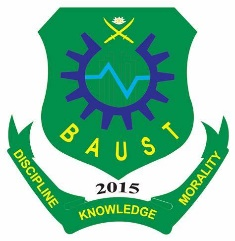 BAUST
2015
DISCIPLINE
KNOWLEDGE
MORALITY